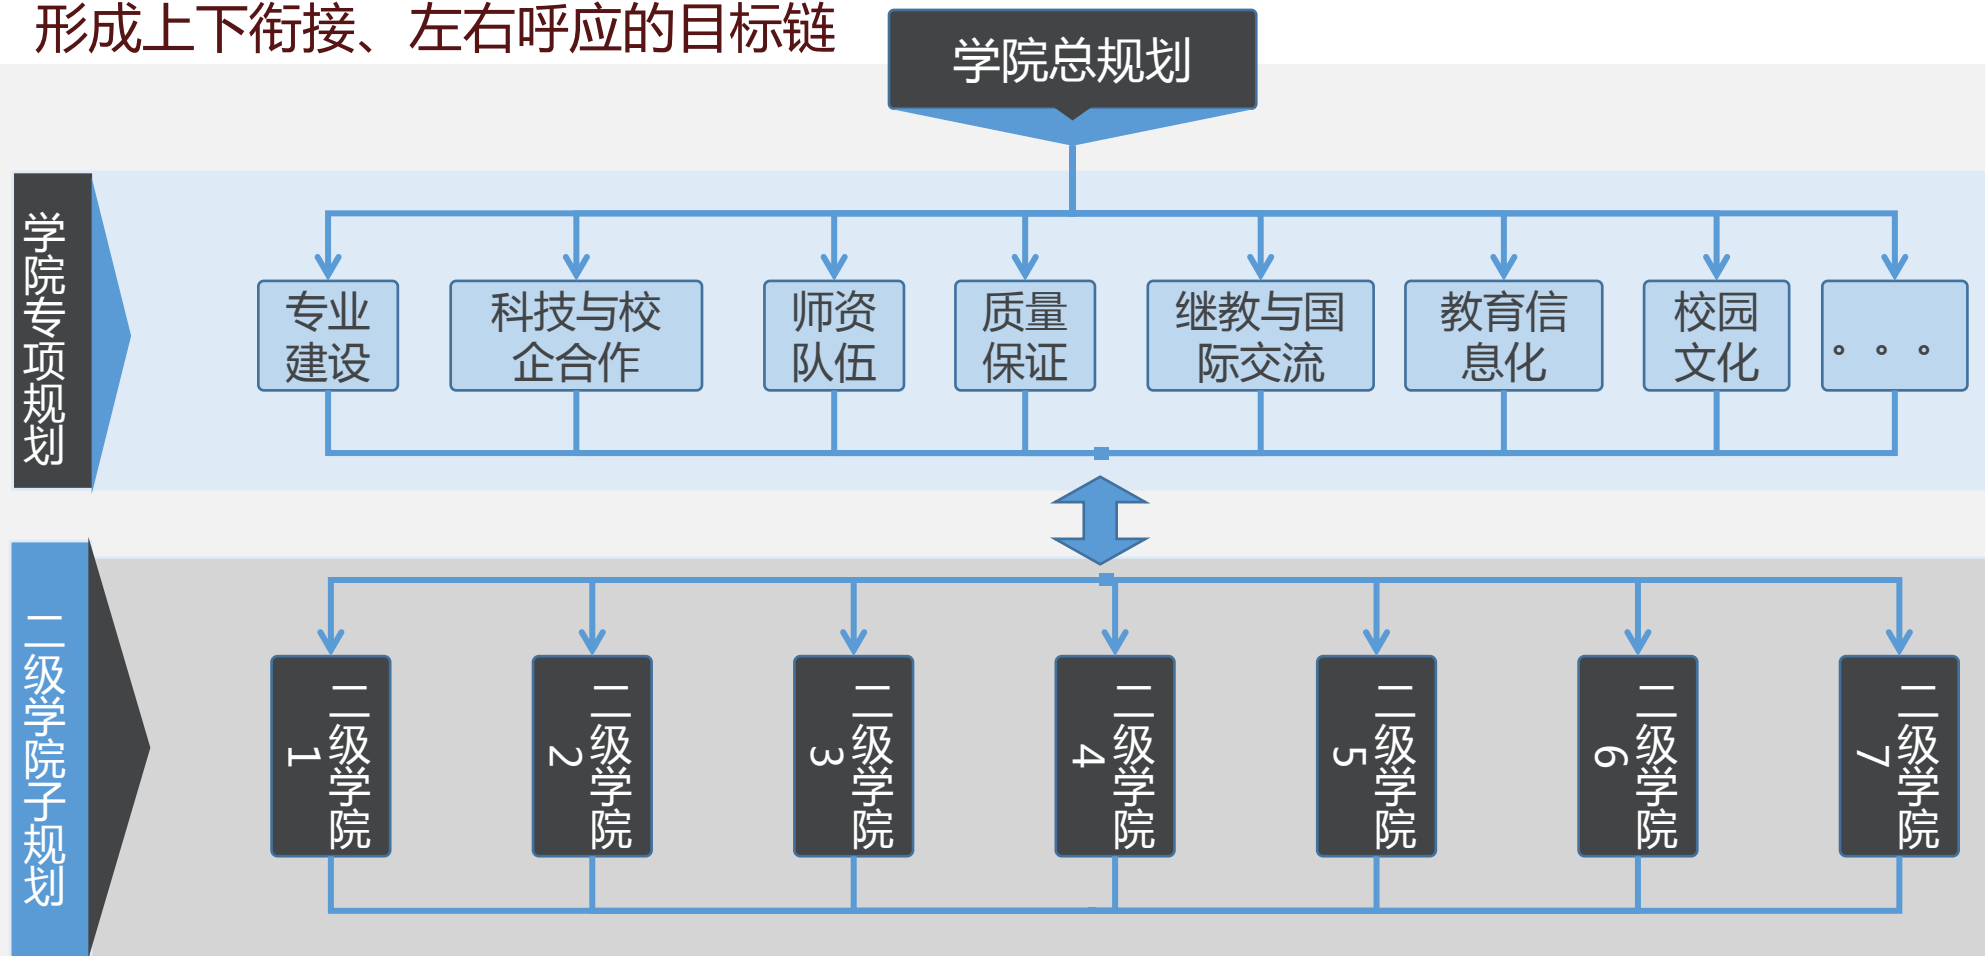 形成上下衔接、左右呼应的目标链
学院总规划
学院专项规划
专业
建设
科技与校
企合作
师资
队伍
质量
保证
继教与国
际交流
教育信
息化
校园
文化
。。。
二级学院子规划
二级学院
1
二级学院
2
二级学院
3
二级学院
4
二级学院
5
二级学院
6
二级学院
7